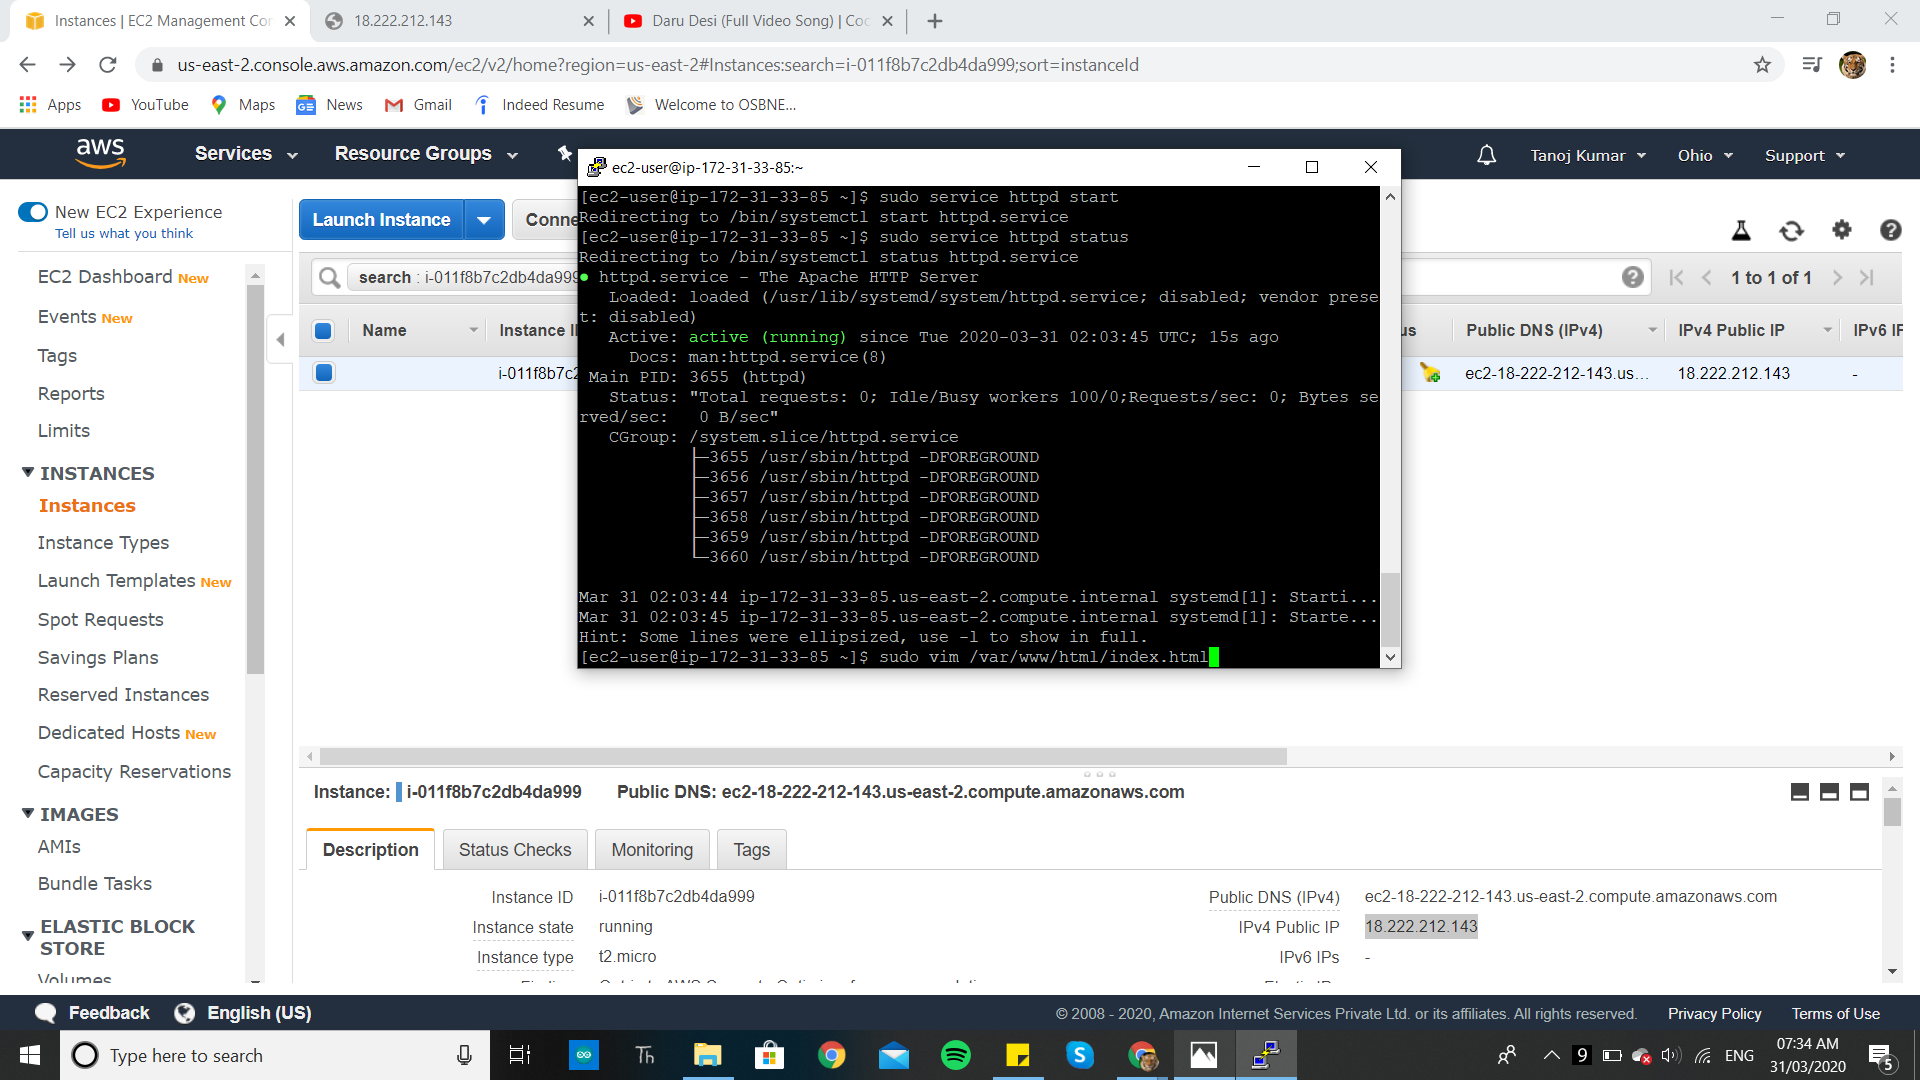 Instances | EC2 Management Con
18.222.212.143
Daru Desi (Full Video Song) | Coc
us-east-2.console.aws.amazon.com/ec2/v2/home?region=us-east-2#Instances:search=i-011f8b7c2db4da999;sort=instanceId
Apps
YouTube
Maps
News
Gmail
Indeed Resume
Welcome to OSBNE...
aws
Services
Resource Groups
Tanoj Kumar
Ohio
Support
New EC2 Experience
Tell us what you think
EC2 Dashboard New
Events New
Tags
Reports
Limits
INSTANCES
Instances
Instance Types
Launch Templates New
Spot Requests
Savings Plans
Reserved Instances
Dedicated Hosts New
Capacity Reservations
IMAGES
AMIs
Bundle Tasks
ELASTIC BLOCK
STORE
Volumes
Launch Instance
Conne
search : i-011f8b7c2db4da999
1 to 1 of 1
Name
Instance I
us
Public DNS (IPv4)
IPv4 Public IP
IPv6 IP
i-011f8b7c2
ec2-18-222-212-143.us...
18.222.212.143
-
ec2-user@ip-172-31-33-85:~
[ec2-user@ip-172-31-33-85 ~]$ sudo service httpd start
Redirecting to /bin/systemctl start httpd.service
[ec2-user@ip-172-31-33-85 ~]$ sudo service httpd status
Redirecting to /bin/systemctl status httpd.service
● httpd.service - The Apache HTTP Server
Loaded: loaded (/usr/lib/systemd/system/httpd.service; disabled; vendor prese
t: disabled)
Active: active (running) since Tue 2020-03-31 02:03:45 UTC; 15s ago
Docs: man:httpd.service(8)
Main PID: 3655 (httpd)
Status: "Total requests: 0; Idle/Busy workers 100/0;Requests/sec: 0; Bytes se
rved/sec:   0 B/sec"
CGroup: /system.slice/httpd.service
├─3655 /usr/sbin/httpd -DFOREGROUND
├─3656 /usr/sbin/httpd -DFOREGROUND
├─3657 /usr/sbin/httpd -DFOREGROUND
├─3658 /usr/sbin/httpd -DFOREGROUND
├─3659 /usr/sbin/httpd -DFOREGROUND
└─3660 /usr/sbin/httpd -DFOREGROUND
Mar 31 02:03:44 ip-172-31-33-85.us-east-2.compute.internal systemd[1]: Starti...
Mar 31 02:03:45 ip-172-31-33-85.us-east-2.compute.internal systemd[1]: Starte...
Hint: Some lines were ellipsized, use -l to show in full.
[ec2-user@ip-172-31-33-85 ~]$ sudo vim /var/www/html/index.html
Instance: i-011f8b7c2db4da999
Public DNS: ec2-18-222-212-143.us-east-2.compute.amazonaws.com
Description
Status Checks
Monitoring
Tags
Instance ID
i-011f8b7c2db4da999
Public DNS (IPv4)
ec2-18-222-212-143.us-east-2.compute.amazonaws.com
Instance state
running
IPv4 Public IP
18.222.212.143
Instance type
t2.micro
IPv6 IPs
-
Feedback
English (US)
© 2008 - 2020, Amazon Internet Services Private Ltd. or its affiliates. All rights reserved.
Privacy Policy
Terms of Use
Type here to search
Th
9
ENG
07:34 AM
31/03/2020
5